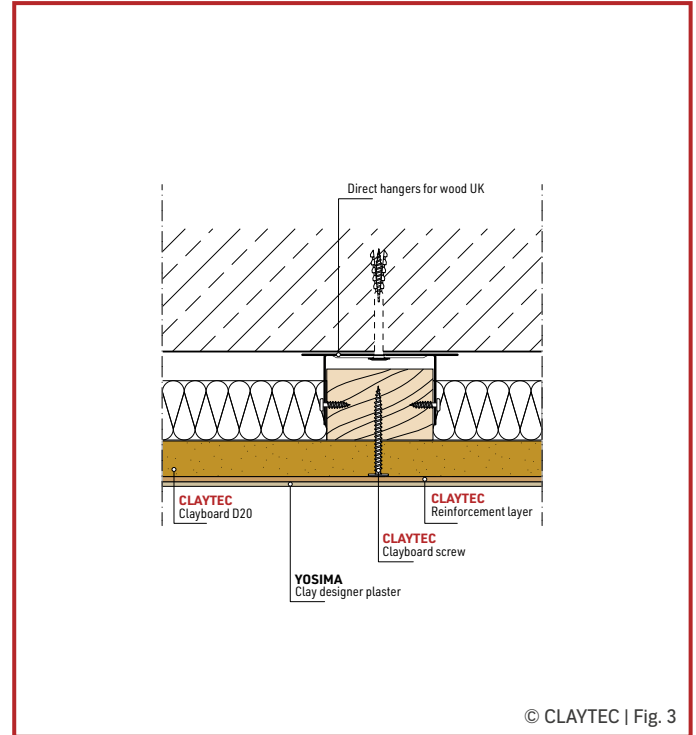 Direct hangers for wood UK
CLAYTEC
Clayboard D20
CLAYTEC
Reinforcement layer
CLAYTEC
Clayboard screw
YOSIMA
Clay designer plaster
© CLAYTEC | Fig. 3